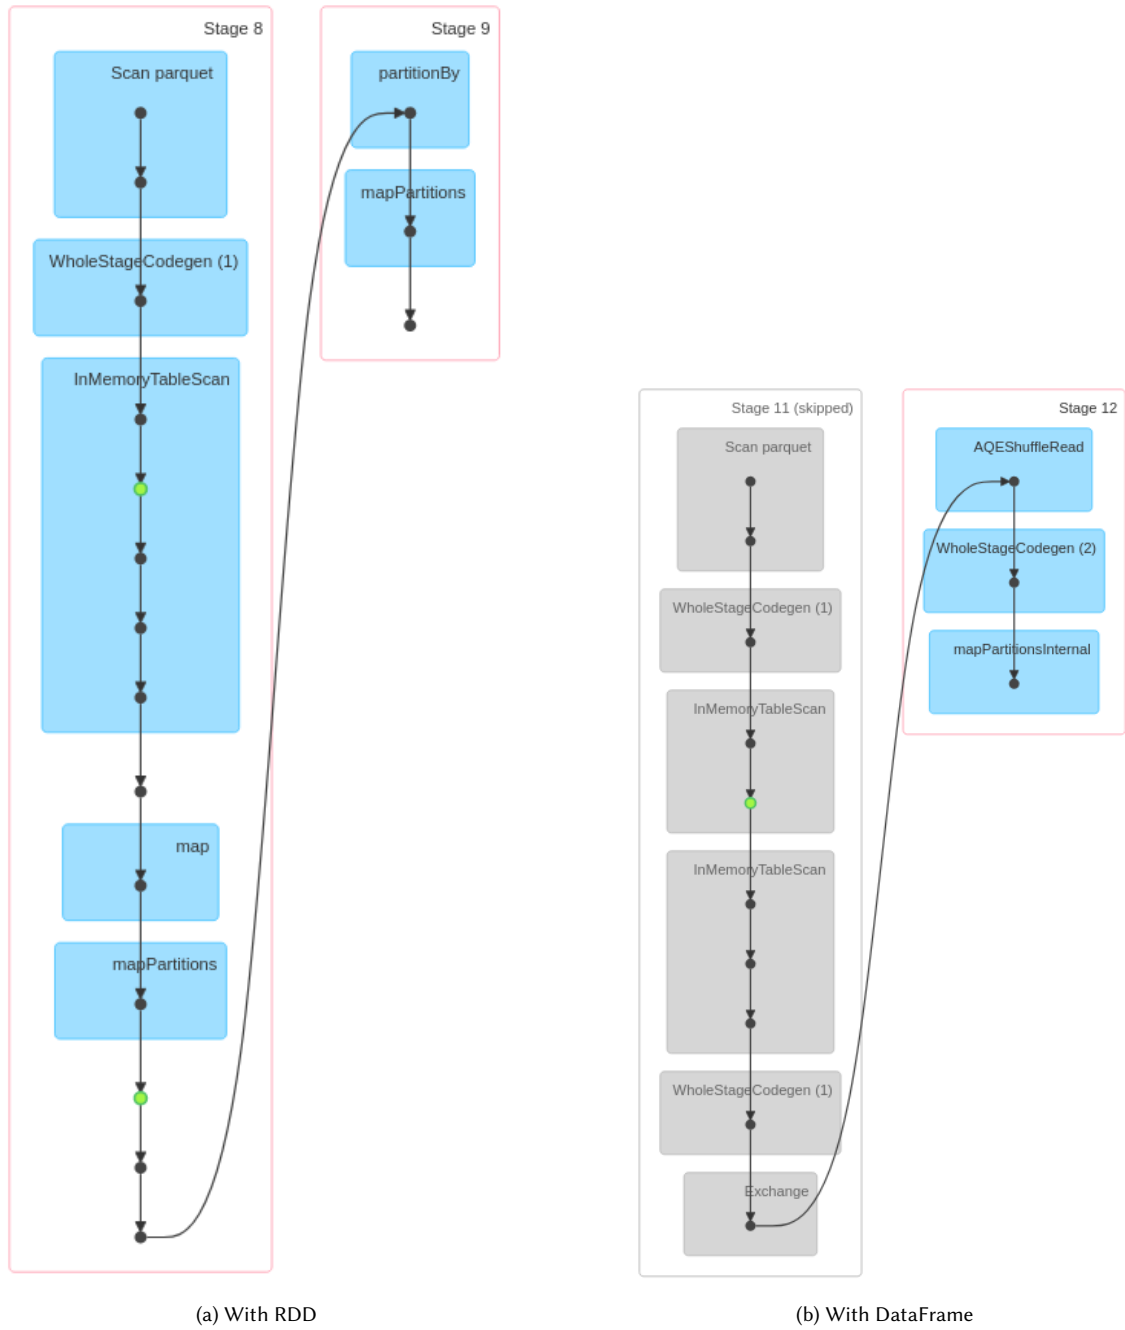 Stage 8
Scan parquet
WholeStageCodegen (1)
InMemoryTableScan
map
mapPartitions
Stage 9
partitionBy
mapPartitions
(a) With RDD
Stage 11 (skipped)
Scan parquet
WholeStageCodegen (1)
InMemoryTableScan
InMemoryTableScan
WholeStageCodegen (1)
Exchange
Stage 12
AQEShuffleRead
WholeStageCodegen (2)
mapPartitionsInternal
(b) With DataFrame